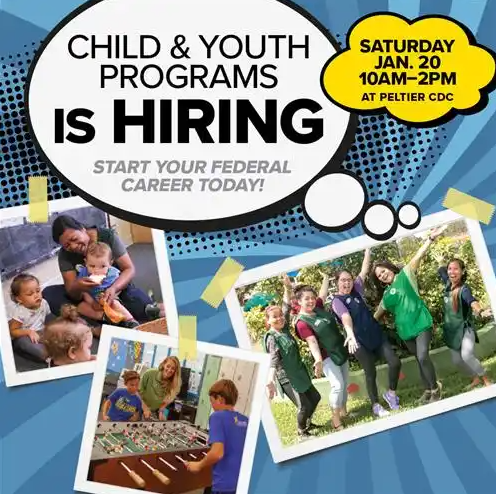 CHILD & YOUTH
PROGRAMS
IS HIRING
START YOUR FEDERAL
CAREER TODAY!
SATURDAY
JAN. 20
10AM–2PM
AT PELTIER CDC